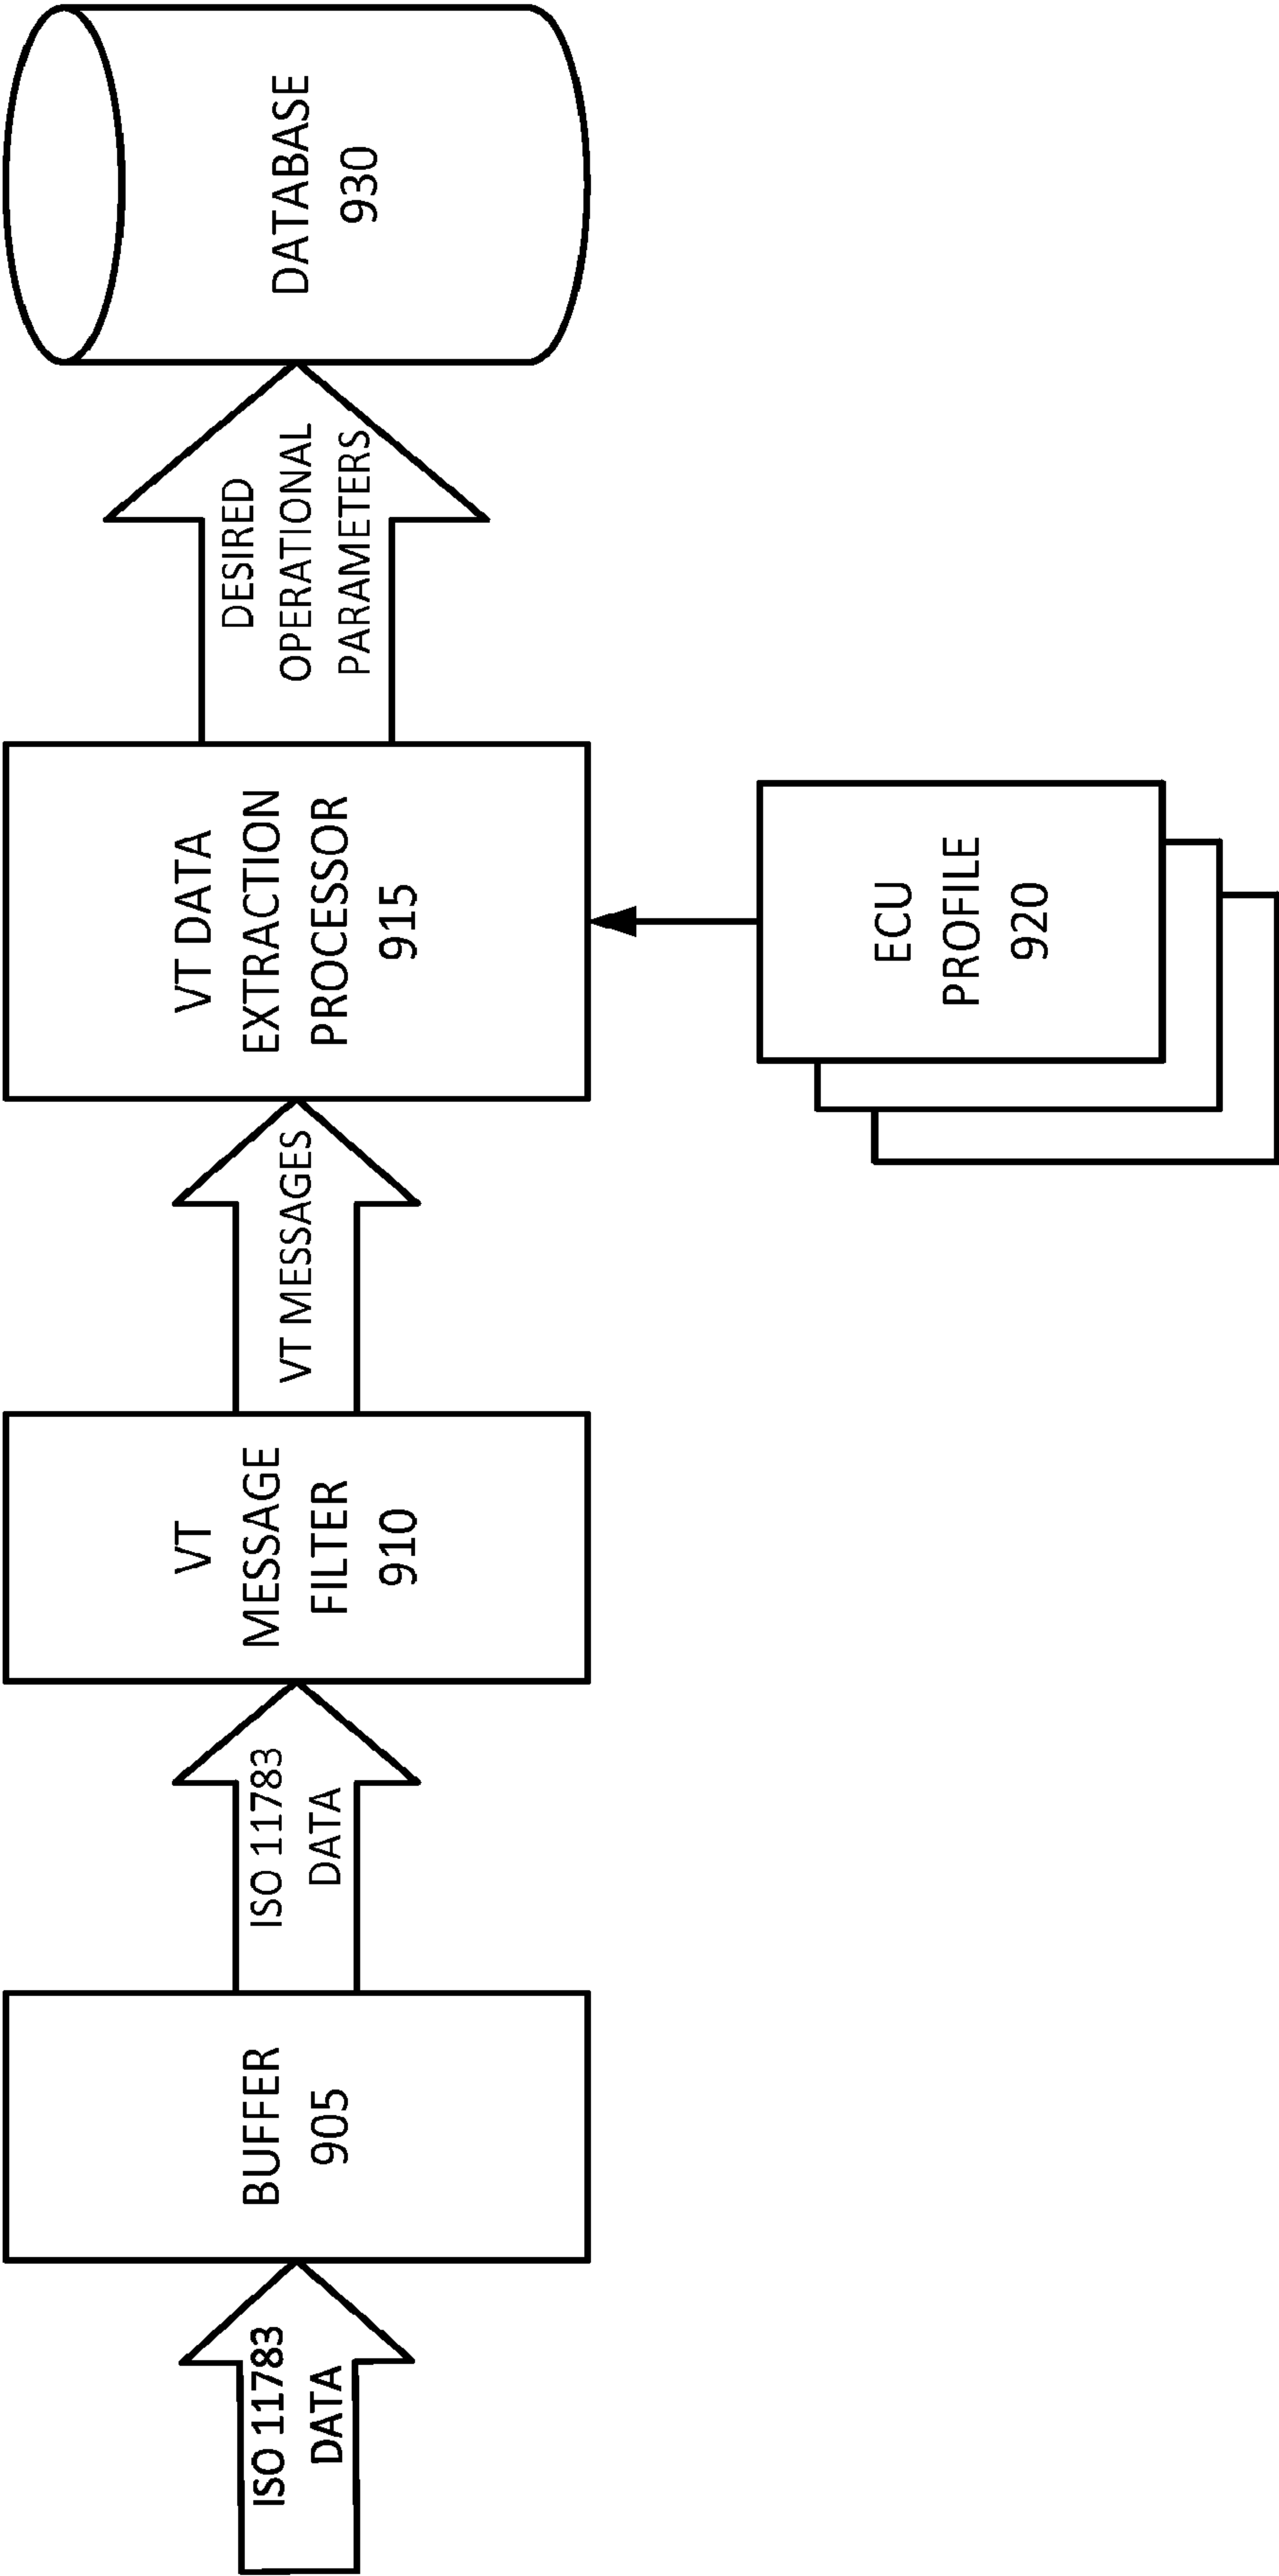 ISO 11783
DATA
BUFFER
905
ISO 11783
DATA
VT
MESSAGE
FILTER
910
VT MESSAGES
VT DATA
EXTRACTION
PROCESSOR
915
DESIRED
OPERATIONAL
PARAMETERS
DATABASE
930
ECU
PROFILE
920